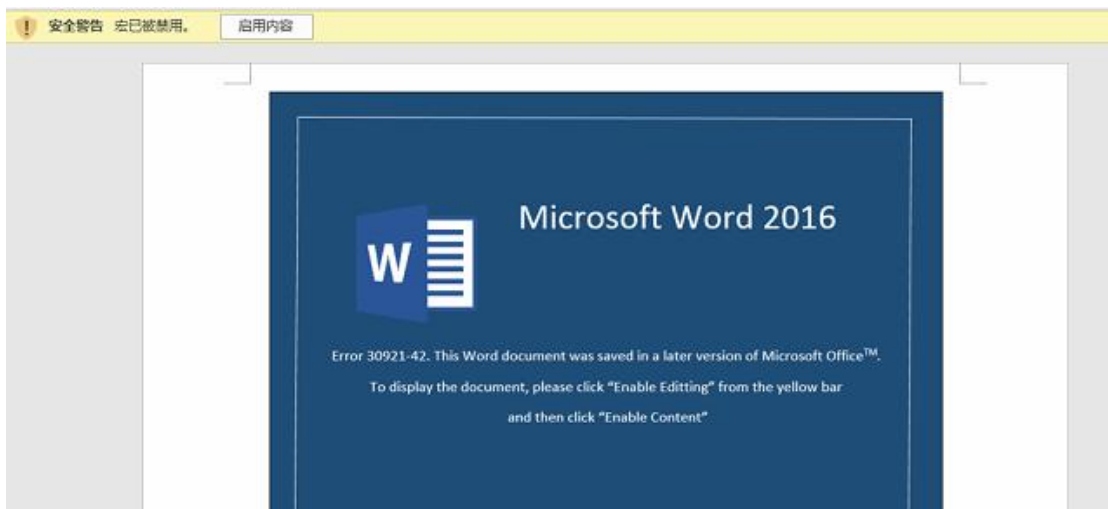 安全警告 宏已被禁用。 启用内容
Microsoft Word 2016
W
Error 30921-42. This Word document was saved in a later version of Microsoft Office™.
To display the document, please click “Enable Editting” from the yellow bar
and then click “Enable Content”